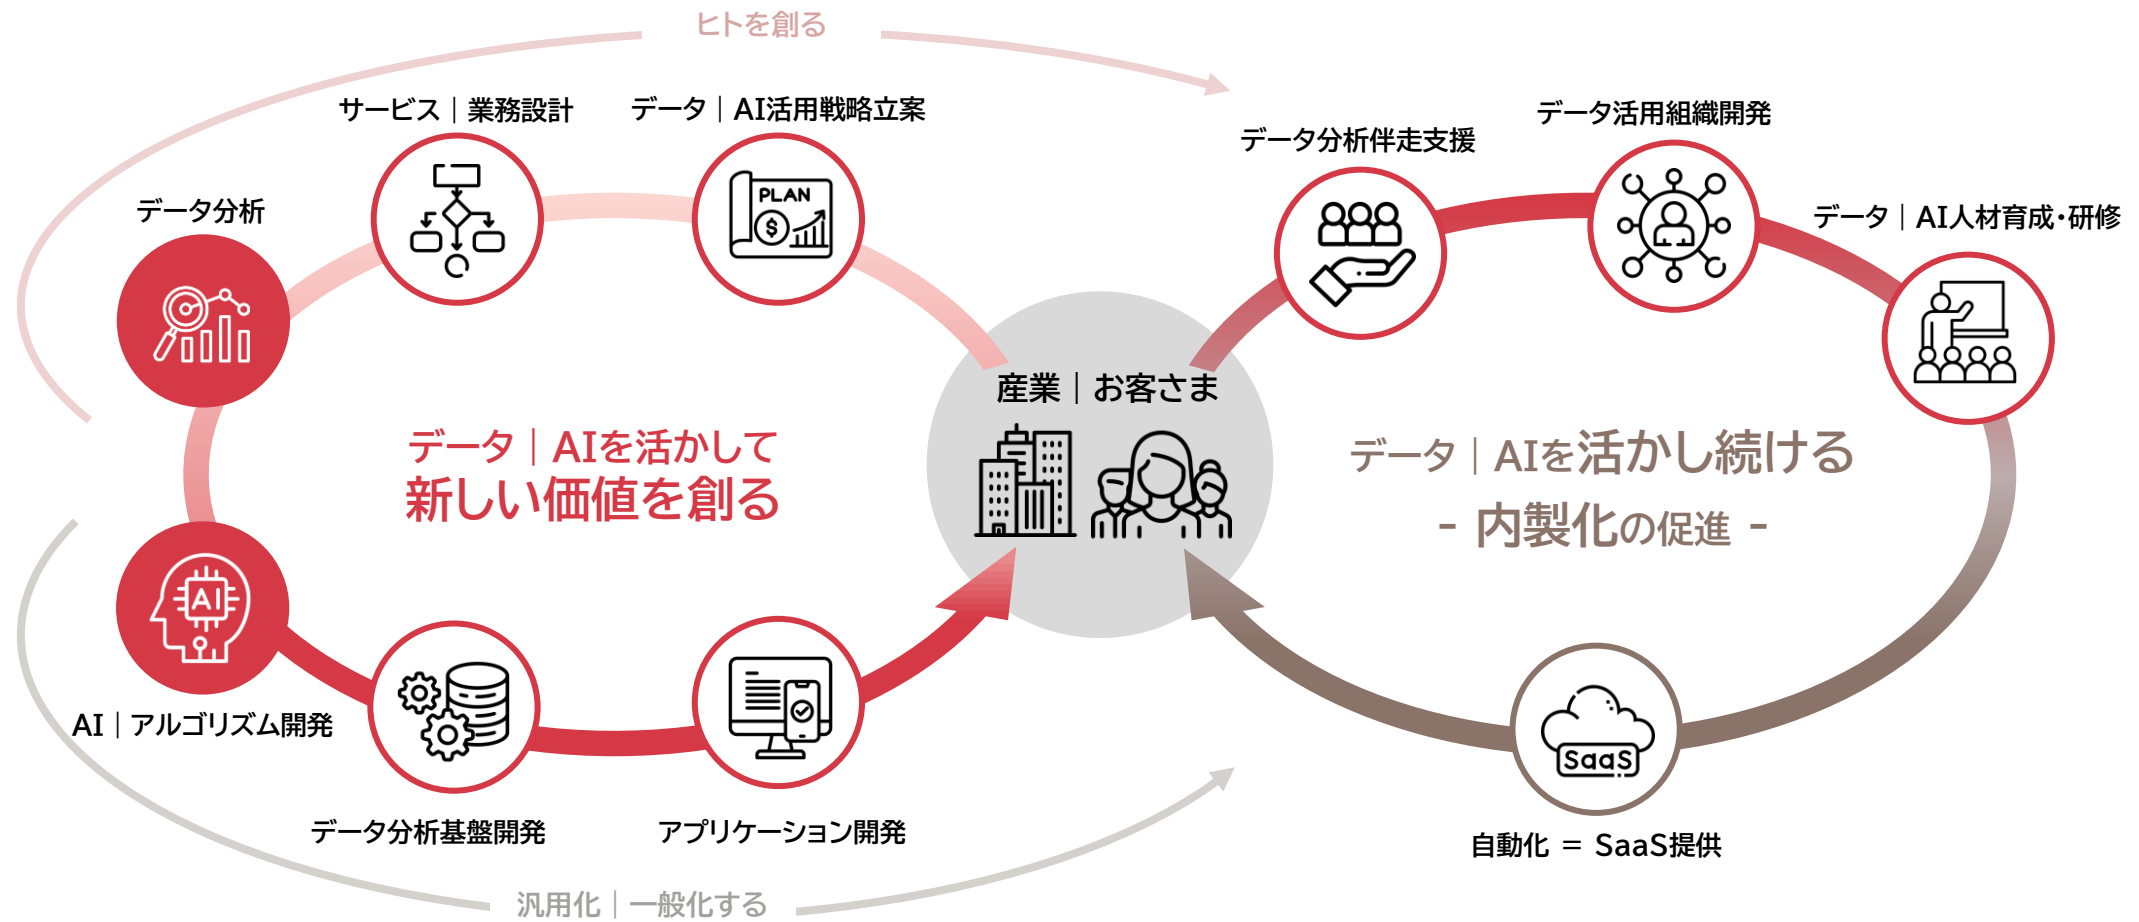 ヒトを創る
サービス｜業務設計
データ｜AI活用戦略立案
データ分析
PLAN
$
データ分析伴走支援
データ活用組織開発
データ｜AI人材育成・研修
産業｜お客さま
データ｜AIを活かして
新しい価値を創る
データ｜AIを活かし続ける
- 内製化の促進 -
AI
AI｜アルゴリズム開発
データ分析基盤開発
アプリケーション開発
SaaS
自動化 = SaaS提供
汎用化｜一般化する